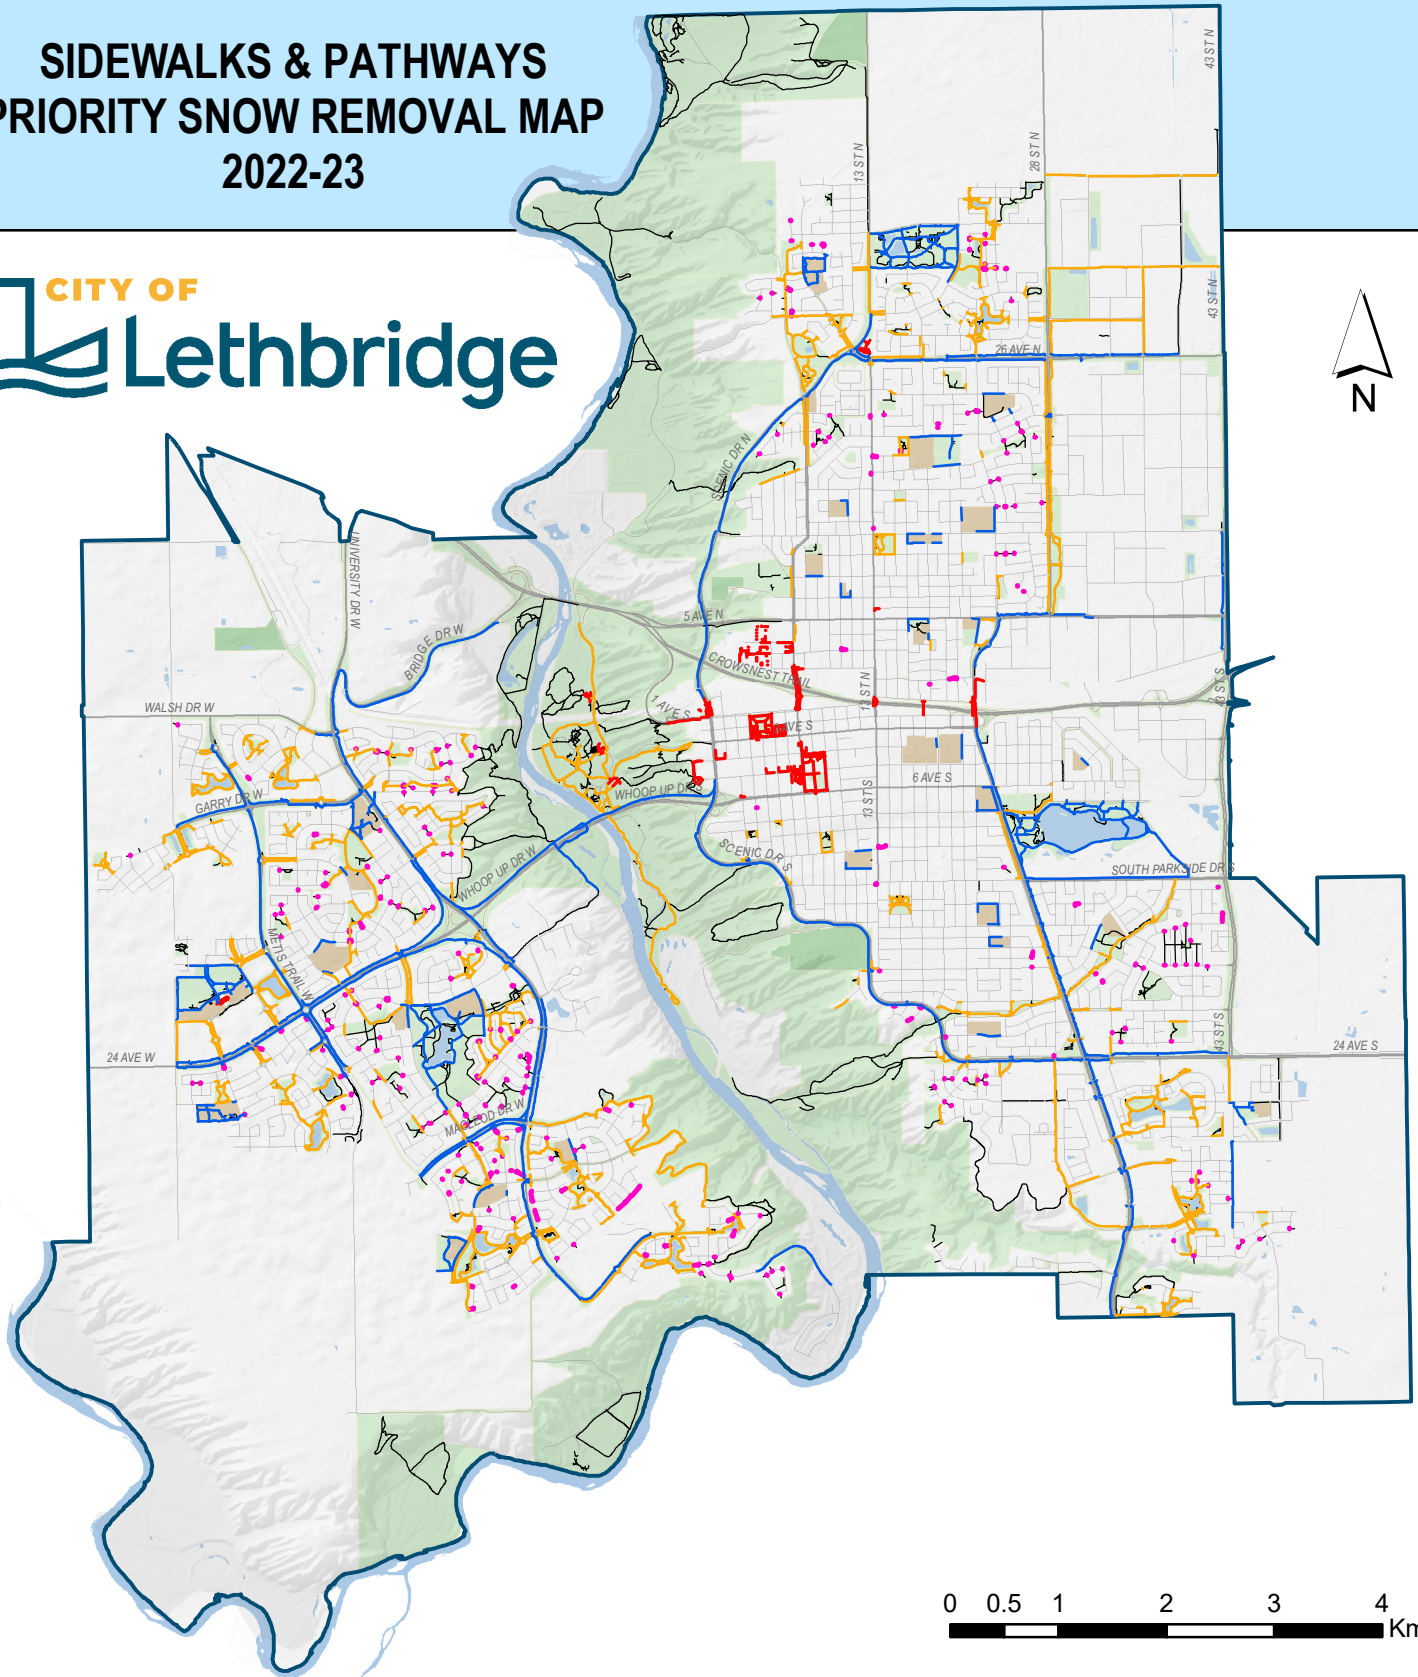 SIDEWALKS & PATHWAYS
PRIORITY SNOW REMOVAL MAP
2022-23
CITY OF
Lethbridge
N
43 ST N
13 ST N
28 ST N
43 ST N
26 AVE N
SCENIC DR N
UNIVERSITY DR W
BRIDGE DR W
5 AVE N
CROWSNEST TRAIL
13 ST N
43 ST S
1 AVE S
AVE S
WALSH DR W
6 AVE S
GARRY DR W
WHOOP UP DR S
13 ST S
SCENIC DR S
WHOOP UP DR W
SOUTH PARKSIDE DR S
METIS TRAIL W
43 ST S
24 AVE W
24 AVE S
MACLEOD DR W
0 0.5 1 2 3 4
Km